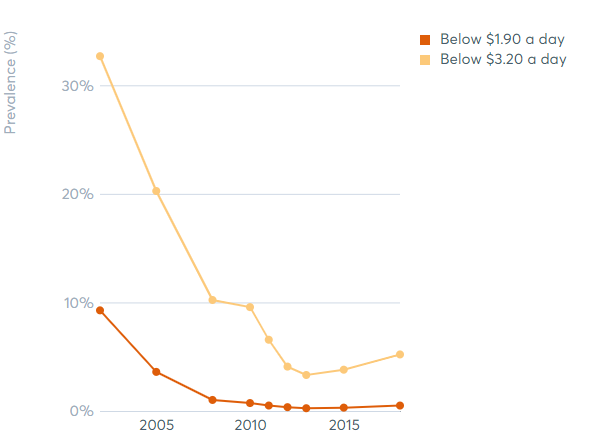 Prevalence (%)
Below $1.90 a day
Below $3.20 a day
30%
20%
10%
0%
2005 2010 2015